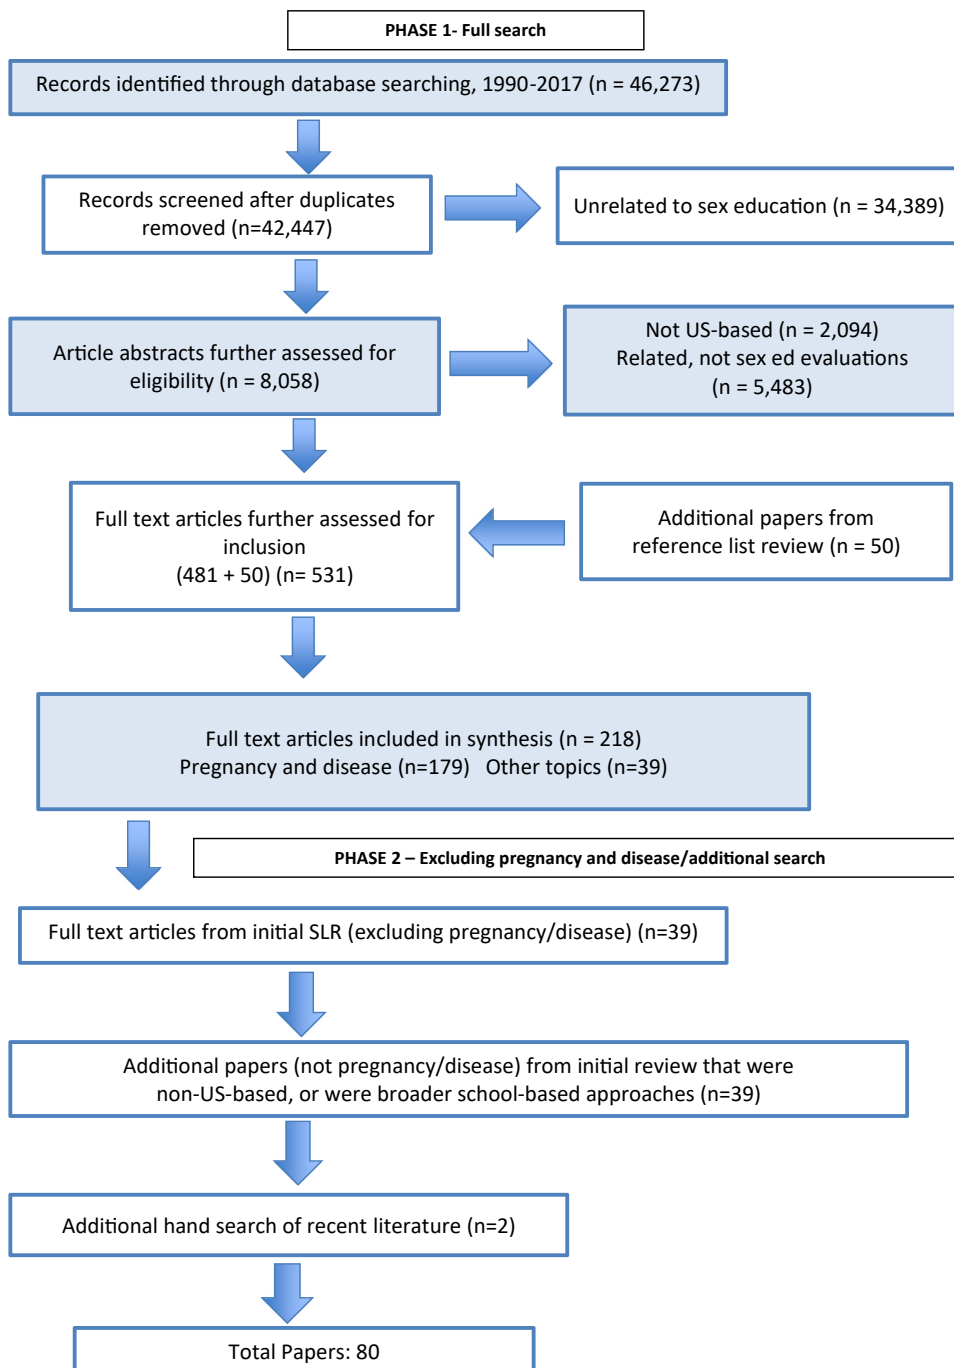 PHASE 1- Full search
Records identified through database searching, 1990-2017 (n = 46,273)
Records screened after duplicates
removed (n=42,447)
Unrelated to sex education (n = 34,389)
Article abstracts further assessed for
eligibility (n = 8,058)
Not US-based (n = 2,094)
Related, not sex ed evaluations
(n = 5,483)
Full text articles further assessed for
inclusion
(481 + 50) (n= 531)
Additional papers from
reference list review (n = 50)
Full text articles included in synthesis (n = 218)
Pregnancy and disease (n=179) Other topics (n=39)
PHASE 2 – Excluding pregnancy and disease/additional search
Full text articles from initial SLR (excluding pregnancy/disease) (n=39)
Additional papers (not pregnancy/disease) from initial review that were
non-US-based, or were broader school-based approaches (n=39)
Additional hand search of recent literature (n=2)
Total Papers: 80